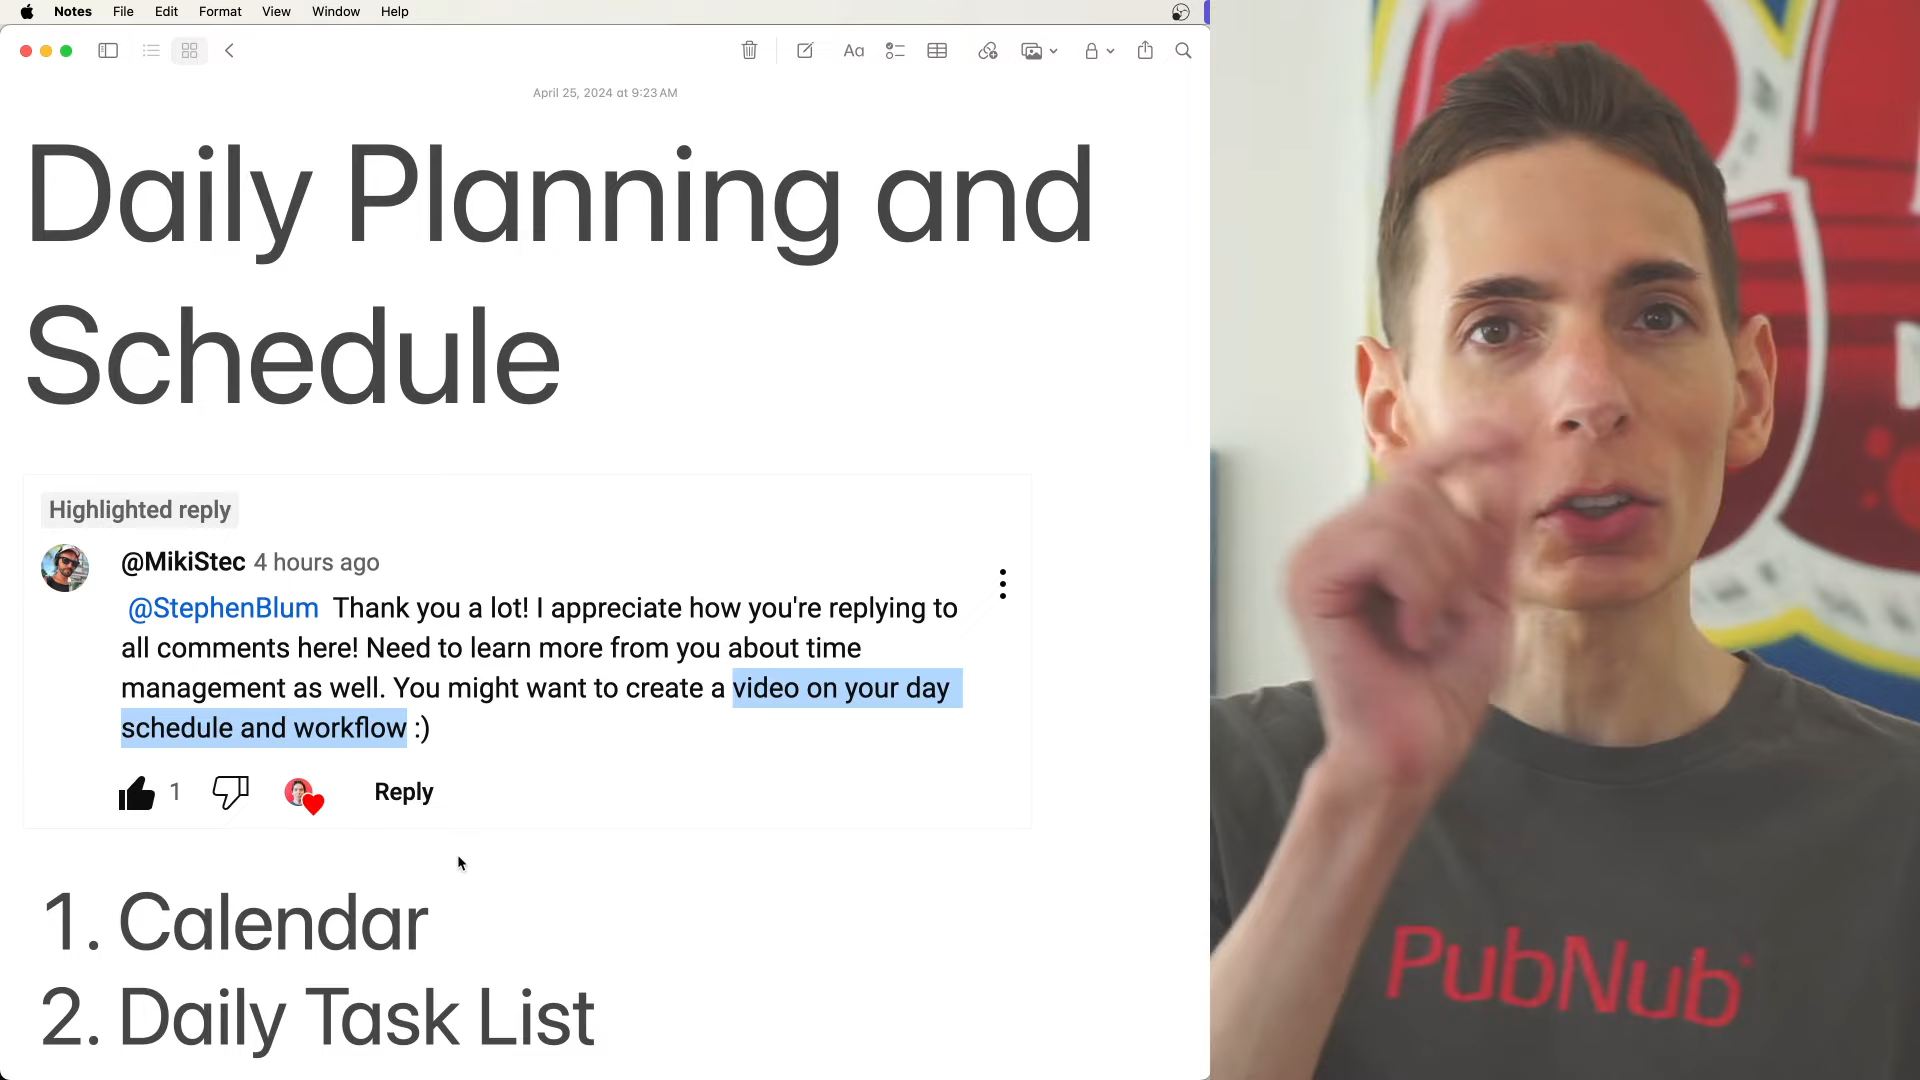 Notes File Edit Format View Window Help
Aa
April 25, 2024 at 9:23 AM
Daily Planning and
Schedule
Highlighted reply
@MikiStec 4 hours ago
@StephenBlum Thank you a lot! I appreciate how you're replying to
all comments here! Need to learn more from you about time
management as well. You might want to create a video on your day
schedule and workflow :)
1 Reply
1. Calendar
2. Daily Task List
PubNub